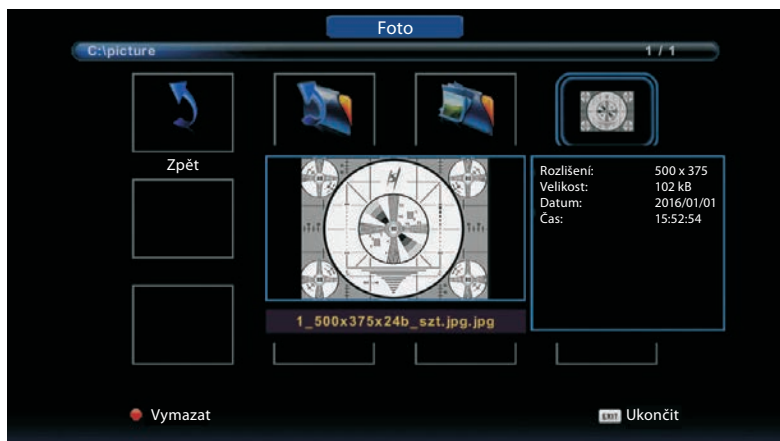 Foto
C:\picture 1 / 1
Zpět
Rozlišení: 500 x 375
Velikost: 102 kB
Datum: 2016/01/01
Čas: 15:52:54
1_500x375x24b_szt.jpg.jpg
Vymazat
EXIT Ukončit